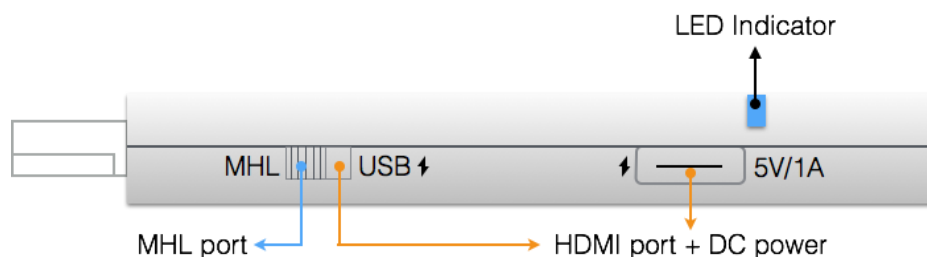 LED Indicator
MHL USB 5V/1A
MHL port HDMI port + DC power